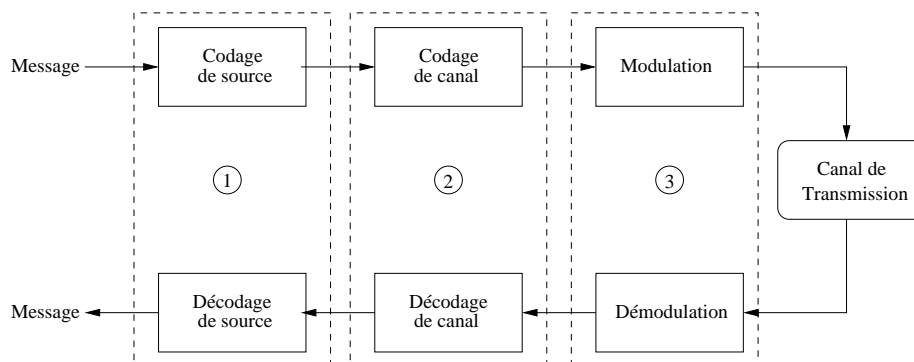 Message
Codage
de source
Codage
de canal
Modulation
Canal de
Transmission
1
2
3
Message
Décodage
de source
Décodage
de canal
Démodulation